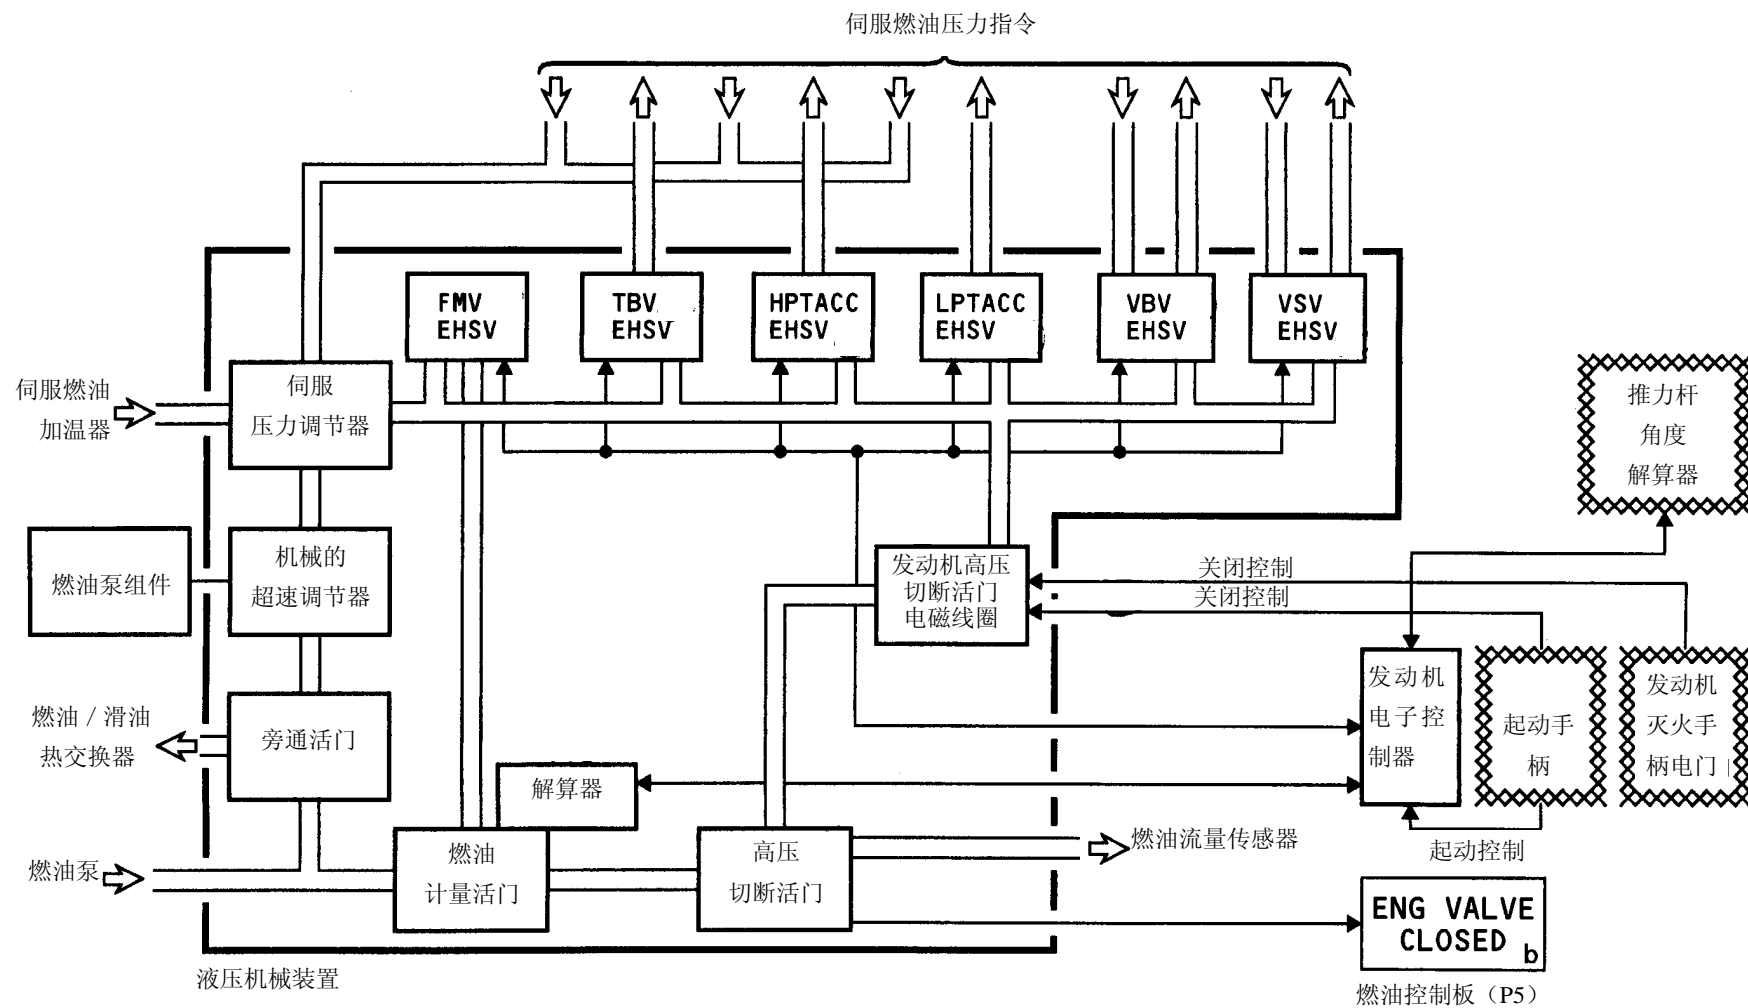 伺服燃油压力指令
FMV
EHSV
TBV
EHSV
HPTACC
EHSV
LPTACC
EHSV
VBV
EHSV
VSV
EHSV
伺服燃油
加温器
伺服
压力调节器
推力杆
角度
解算器
燃油泵组件
机械的
超速调节器
发动机高压
切断活门
电磁线圈
关闭控制
关闭控制
燃油／滑油
热交换器
旁通活门
发动机
电子控
制器
起动手
柄
发动机
灭火手
柄电门
解算器
燃油泵
燃油
计量活门
高压
切断活门
燃油流量传感器
起动控制
ENG VALVE
CLOSED
b
液压机械装置
燃油控制板（P5）